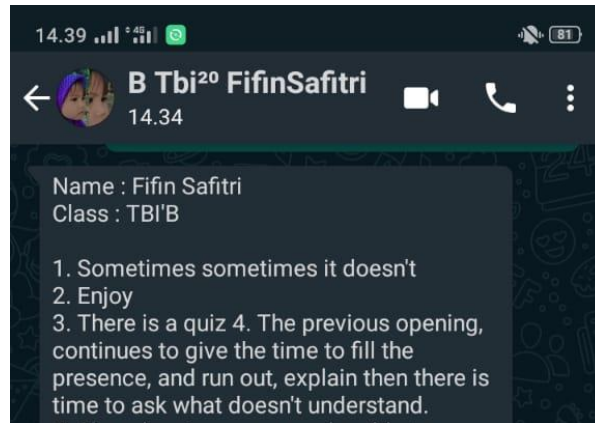 14.39 4G 81
B Tbi²⁰ FifinSafitri
14.34
Name : Fifin Safitri
Class : TBI'B
1. Sometimes sometimes it doesn't
2. Enjoy
3. There is a quiz 4. The previous opening,
continues to give the time to fill the
presence, and run out, explain then there is
time to ask what doesn't understand.